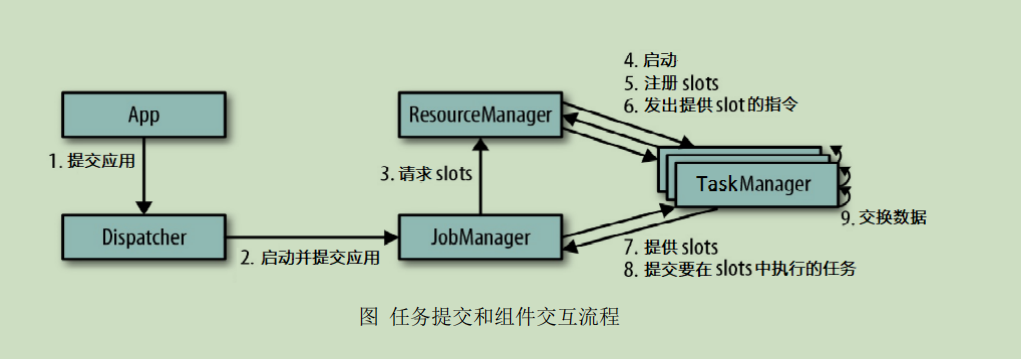 4. 启动
5. 注册 slots
6. 发出提供 slot 的指令
App
ResourceManager
1. 提交应用
3. 请求 slots
TaskManager
9. 交换数据
Dispatcher
JobManager
2. 启动并提交应用
7. 提供 slots
8. 提交要在 slots 中执行的任务
图 任务提交和组件交互流程